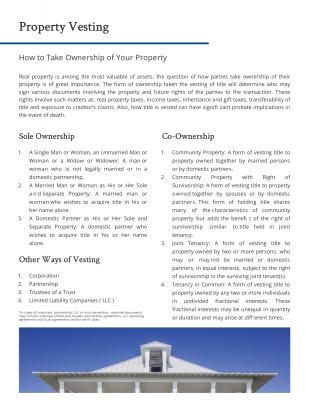 Property Vesting
How to Take Ownership of Your Property
Real property is among the most valuable of assets, the question of how parties take ownership of their
property is of great importance. The form of ownership taken the vesting of title will determine who may
sign various documents involving the property and future rights of the parties to the transaction. These
rights involve such matters as: real property taxes, income taxes, inheritance and gift taxes, transferability of
title and exposure to creditor's claims. Also, how title is vested can have signifi cant probate implications in
the event of death.
Sole Ownership
1. A Single Man or Woman, an Unmarried Man or
Woman or a Widow or Widower: A man or
woman who is not legally married or in a
domestic partnership.
2. A Married Man or Woman as His or Her Sole
and Separate Property: A married man or
woman who wishes to acquire title in his or
her name alone.
3. A Domestic Partner as His or Her Sole and
Separate Property: A domestic partner who
wishes to acquire title in his or her name
alone.
Other Ways of Vesting
1. Corporation
2. Partnership
3. Trustees of a Trust
4. Limited Liability Companies ( LLC )
Co-Ownership
1. Community Property: A form of vesting title to
property owned together by married persons
or by domestic partners.
2. Community Property with Right of
Survivorship: A form of vesting title to property
owned together by spouses or by domestic
partners. This form of holding title shares
many of the characteristics of community
property but adds the benefi t of the right of
survivorship similar to title held in joint
tenancy.
3. Joint Tenancy: A form of vesting title to
property owned by two or more persons, who
may or may not be married or domestic
partners, in equal interests, subject to the right
of survivorship in the surviving joint tenant(s).
4. Tenancy in Common: A form of vesting title to
property owned by any two or more individuals
in undivided fractional interests. These
fractional interests may be unequal in quantity
or duration and may arise at diff erent times.